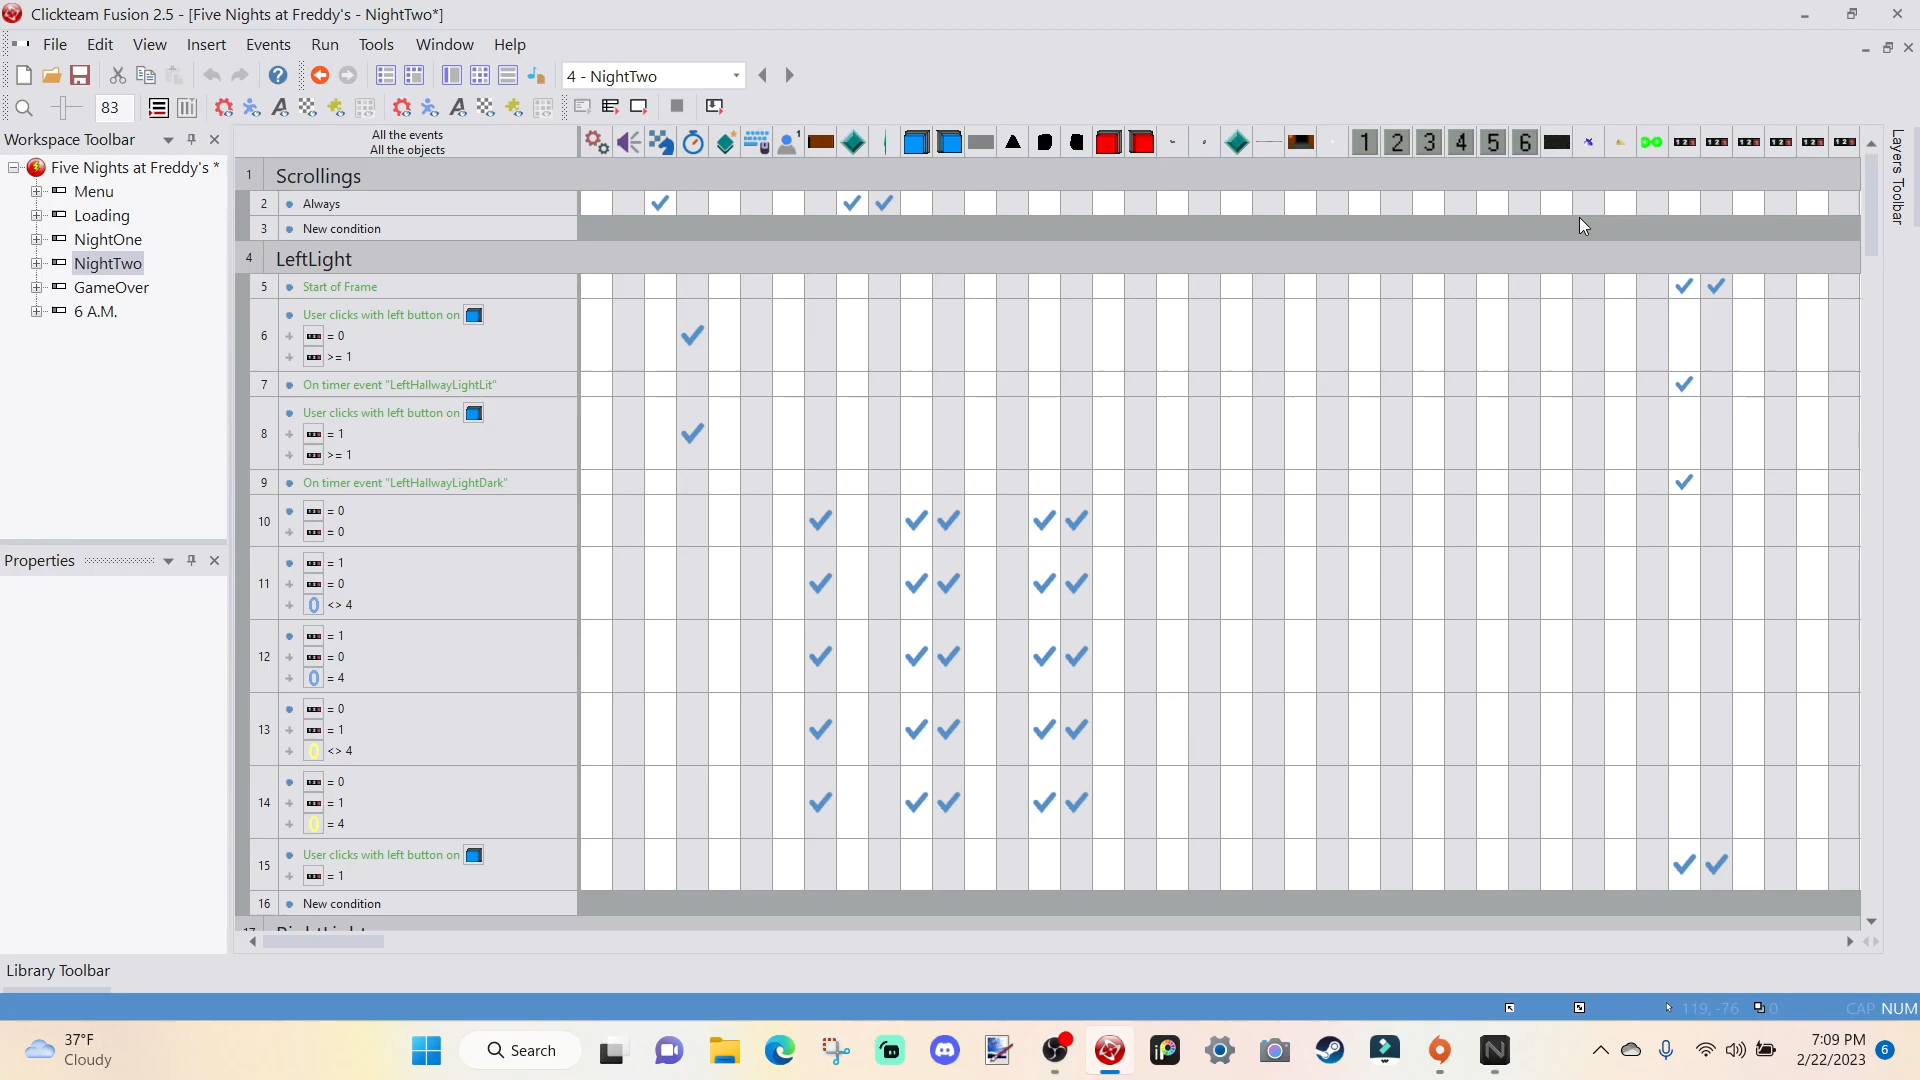 Clickteam Fusion 2.5 - [Five Nights at Freddy's - NightTwo*]
File Edit View Insert Events Run Tools Window Help
4 - NightTwo
83
Workspace Toolbar
All the events
All the objects
1 2 3 4 5 6
Five Nights at Freddy's *
Menu
Loading
NightOne
NightTwo
GameOver
6 A.M.
Properties
Library Toolbar
Layers Toolbar
1 Scrollings
2 Always
3 New condition
4 LeftLight
5 Start of Frame
User clicks with left button on
6 = 0
>= 1
7 On timer event "LeftHallwayLightLit"
User clicks with left button on
8 = 1
>= 1
9 On timer event "LeftHallwayLightDark"
= 0
10
= 0
= 1
11 = 0
<> 4
= 1
12 = 0
= 4
= 0
13 = 1
<> 4
= 0
14 = 1
= 4
User clicks with left button on
15
= 1
16 New condition
119, -76 0 CAP NUM
37°F
Cloudy
Search
7:09 PM
2/22/2023
6